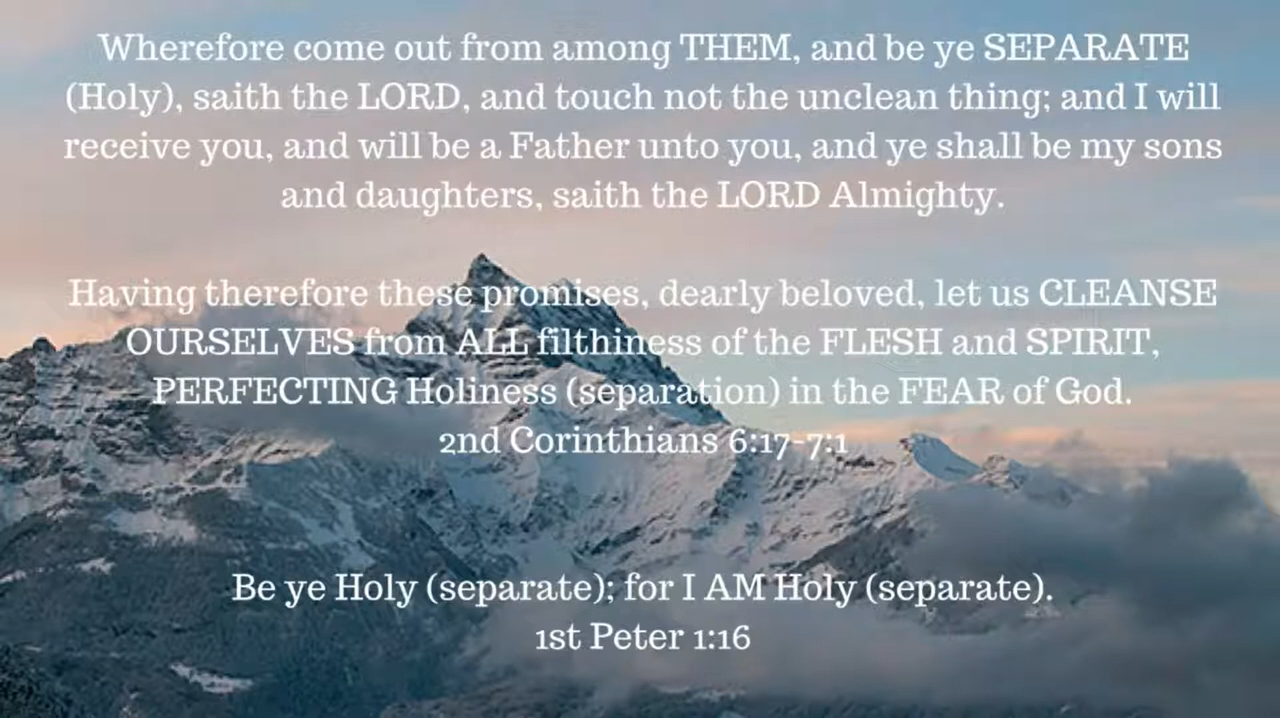 Wherefore come out from among THEM, and be ye SEPARATE
(Holy), saith the LORD, and touch not the unclean thing; and I will
receive you, and will be a Father unto you, and ye shall be my sons
and daughters, saith the LORD Almighty.
Having therefore these promises, dearly beloved, let us CLEANSE
OURSELVES from ALL filthiness of the FLESH and SPIRIT,
PERFECTING Holiness (separation) in the FEAR of God.
2nd Corinthians 6:17-7:1
Be ye Holy (separate); for I AM Holy (separate).
1st Peter 1:16